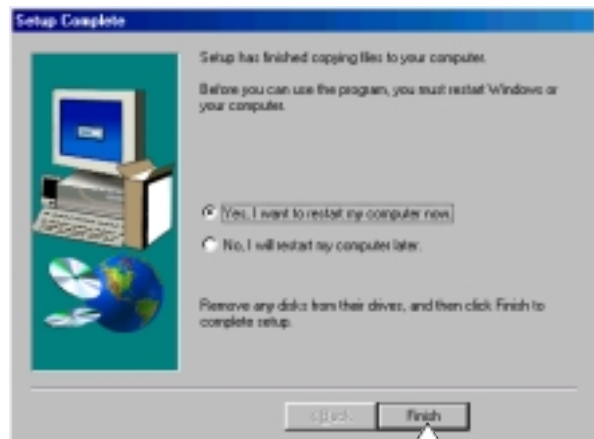 Setup Complete
Setup has finished copying files to your computer.
Before you can use the program, you must restart Windows or
your computer.
Yes, I want to restart my computer now.
No, I will restart my computer later.
Remove any disks from their drives, and then click Finish to
complete setup.
< Back
Finish